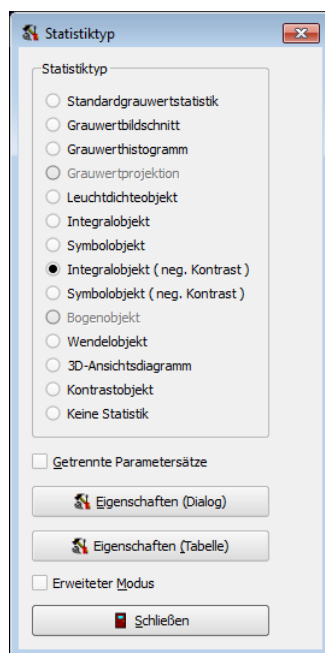 Statistiktyp
Statistiktyp
Standardgrauwertstatistik
Grauwertbildschnitt
Grauwerthistogramm
Grauwertprojektion
Leuchtdichteobjekt
Integralobjekt
Symbolobjekt
Integralobjekt ( neg. Kontrast )
Symbolobjekt ( neg. Kontrast )
Bogenobjekt
Wendelobjekt
3D-Ansichtsdiagramm
Kontrastobjekt
Keine Statistik
Getrennte Parametersätze
Eigenschaften (Dialog)
Eigenschaften (Tabelle)
Erweiteter Modus
Schließen